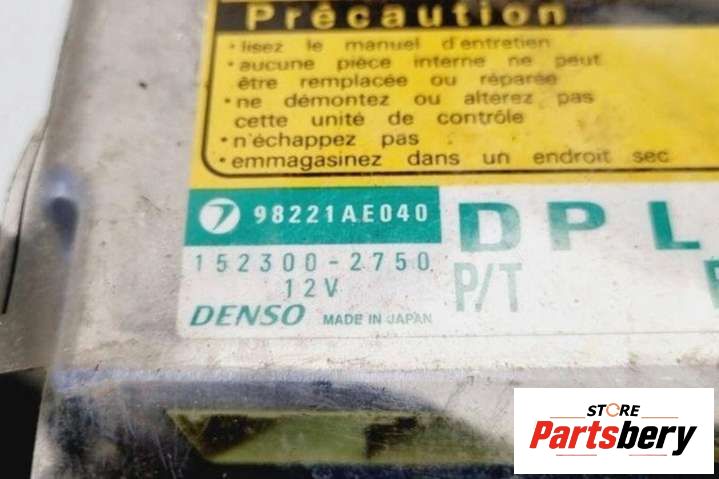 Précaution
•lisez le manuel d'entretien
•aucune pièce interne ne peut
être remplacée ou réparée
•ne démontez ou altérez pas
cette unité de contrôle
•n'échappez pas
•emmagasinez dans un endroit sec
98221AE040
DPL
152300-2750
P/T
12V
DENSO MADE IN JAPAN
STORE
Partsbery